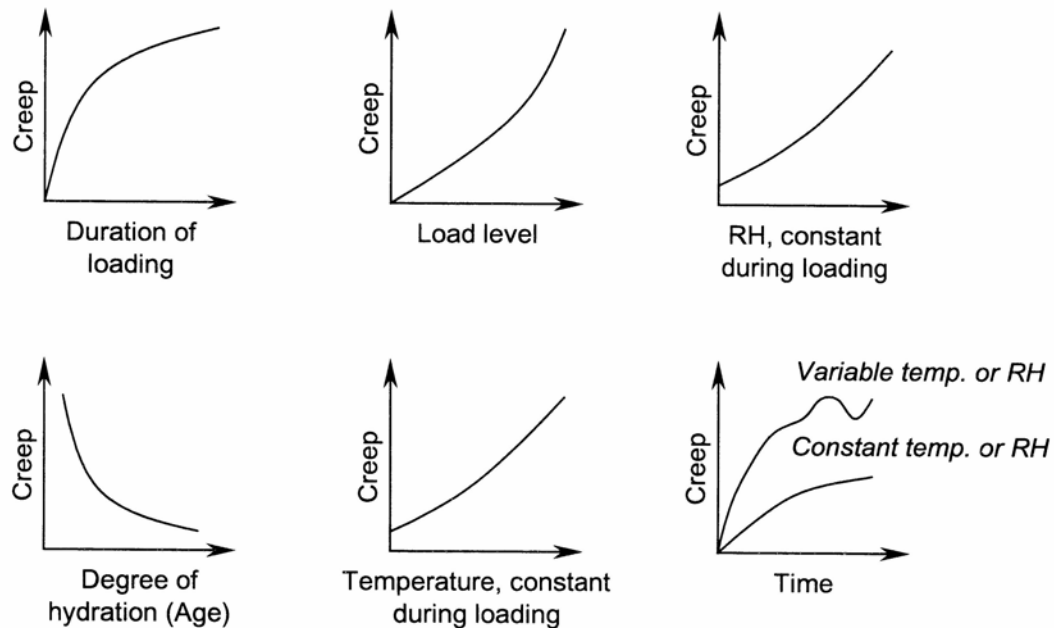 Creep
Duration of
loading
Creep
Load level
Creep
RH, constant
during loading
Creep
Degree of
hydration (Age)
Creep
Temperature, constant
during loading
Creep
Variable temp. or RH
Constant temp. or RH
Time